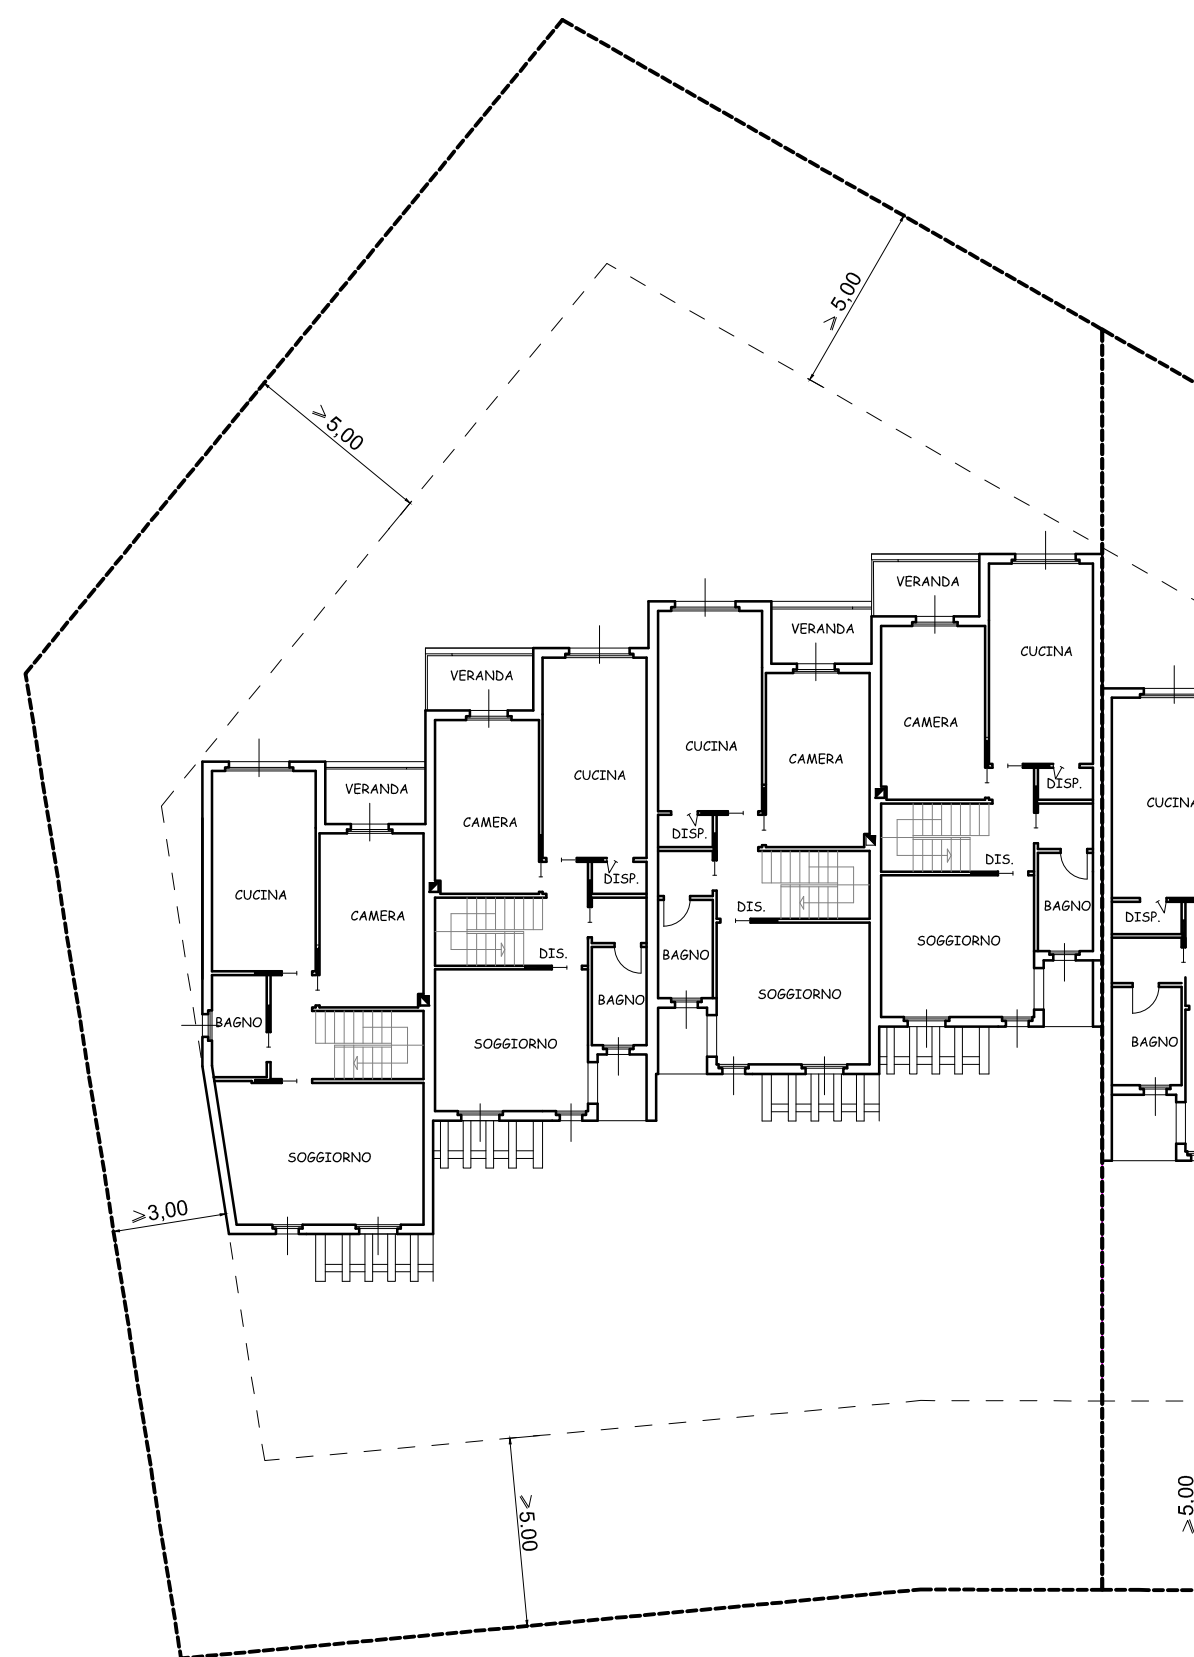 ⩾5,00
⩾5,00
VERANDA
VERANDA
CUCINA
VERANDA
CAMERA
CUCINA
CAMERA
CUCINA
VERANDA
DISP.
CUCINA
CAMERA
DISP.
DIS.
DISP.
CUCINA
CAMERA
DIS.
BAGNO
DISP.
SOGGIORNO
DIS.
BAGNO
SOGGIORNO
BAGNO
BAGNO
SOGGIORNO
BAGNO
SOGGIORNO
⩾3,00
⩾5.00
⩾5.00